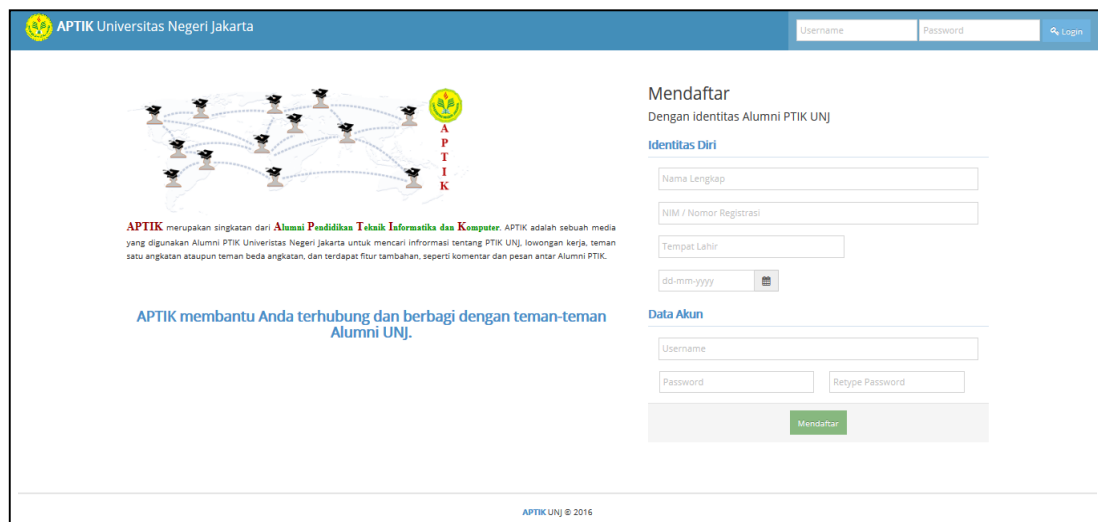 APTIK Universitas Negeri Jakarta
Username
Password
Login
A
P
T
I
K
APTIK merupakan singkatan dari Alumni Pendidikan Teknik Informatika dan Komputer. APTIK adalah sebuah media
yang digunakan Alumni PTIK Univeristas Negeri Jakarta untuk mencari infrormasi tentang PTIK UNJ, lowongan kerja, teman
satu angkatan ataupun teman beda angkatan, dan terdapat fitur tambahan, seperti komentar dan pesan antar Alumni PTIK.
APTIK membantu Anda terhubung dan berbagi dengan teman-teman
Alumni UNJ.
Mendaftar
Dengan identitas Alumni PTIK UNJ
Identitas Diri
Nama Lengkap
NIM / Nomor Registrasi
Tempat Lahir
dd-mm-yyyy
Data Akun
Username
Password
Retype Password
Mendaftar
APTIK UNJ © 2016